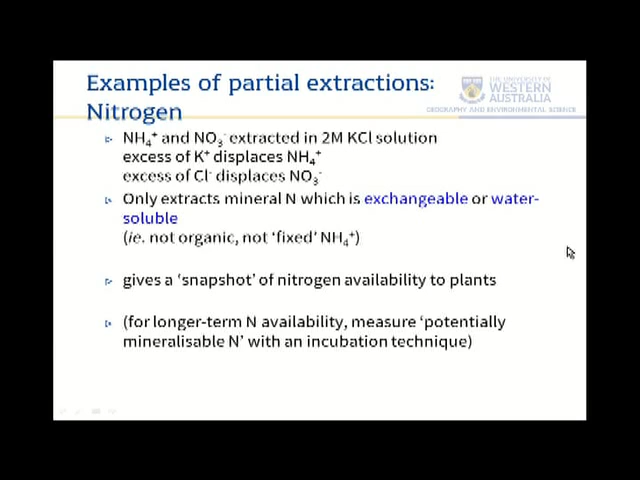 Examples of partial extractions:
Nitrogen
THE UNIVERSITY OF
WESTERN
AUSTRALIA
GEOGRAPHY AND ENVIRONMENTAL SCIENCE
NH₄⁺ and NO₃⁻ extracted in 2M KCl solution
excess of K⁺ displaces NH₄⁺
excess of Cl⁻ displaces NO₃⁻
Only extracts mineral N which is exchangeable or water-
soluble
(ie. not organic, not ‘fixed’ NH₄⁺)
gives a ‘snapshot’ of nitrogen availability to plants
(for longer-term N availability, measure ‘potentially
mineralisable N’ with an incubation technique)